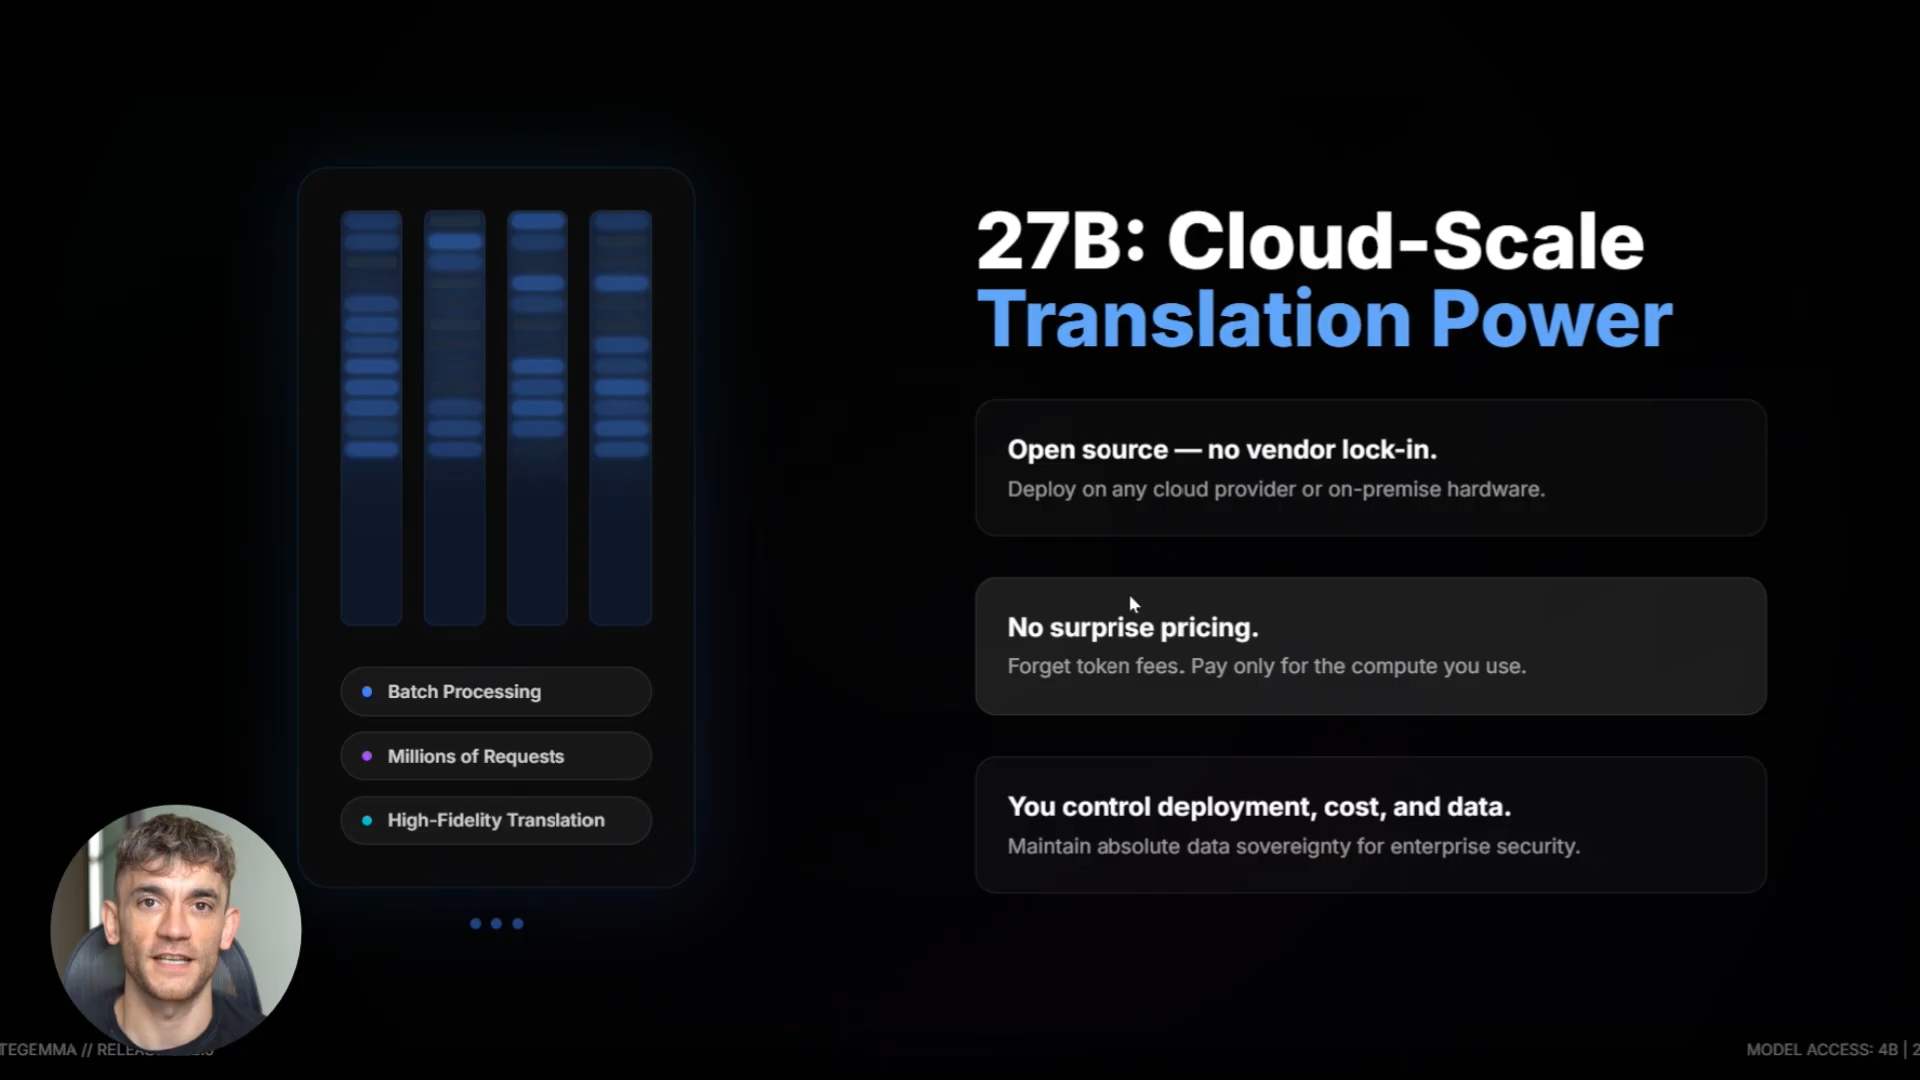 27B: Cloud-Scale
Translation Power
Open source — no vendor lock-in.
Deploy on any cloud provider or on-premise hardware.
No surprise pricing.
Forget token fees. Pay only for the compute you use.
You control deployment, cost, and data.
Maintain absolute data sovereignty for enterprise security.
Batch Processing
Millions of Requests
High-Fidelity Translation
TEGEMMA //
MODEL ACCESS: 4B |